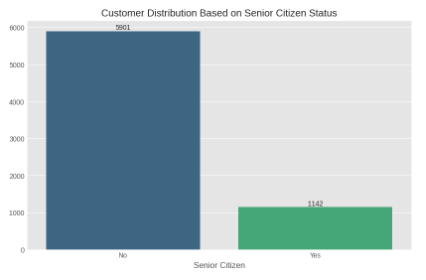 Customer Distribution Based on Senior Citizen Status
6000
5000
4000
3000
2000
1000
0
5901
1142
No
Yes
Senior Citizen